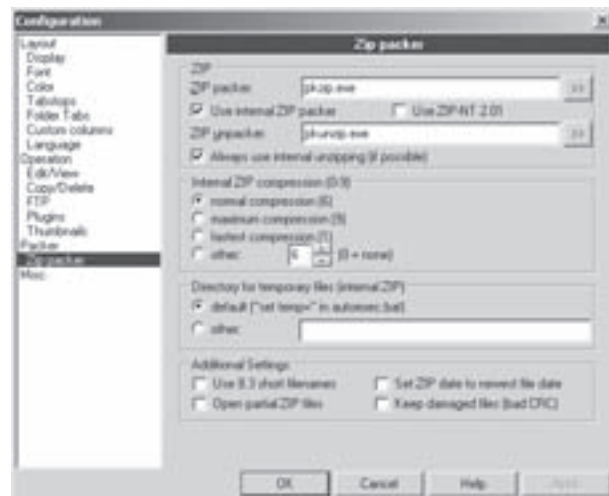 Configuration
Layout
Display
Font
Color
Tabstops
Folder Tabs
Custom columns
Language
Operation
Edit/View
Copy/Delete
FTP
Plugins
Thumbnails
Packer
Zip packer
Misc
Zip packer
ZIP
ZIP packer: pkzip.exe >>
Use internal ZIP packer Use ZIP-NT 2.01
ZIP unpacker: pkunzip.exe >>
Always use internal unzipping (if possible)
Internal ZIP compression (0-9)
normal compression (6)
maximum compression (9)
fastest compression (1)
other: 6 (0 = none)
Directory for temporary files (internal ZIP)
default ("set temp=" in autoexec.bat)
other:
Additional Settings
Use 8.3 short filenames Set ZIP date to newest file date
Open partial ZIP files Keep damaged files (bad CRC)
OK Cancel Help Apply